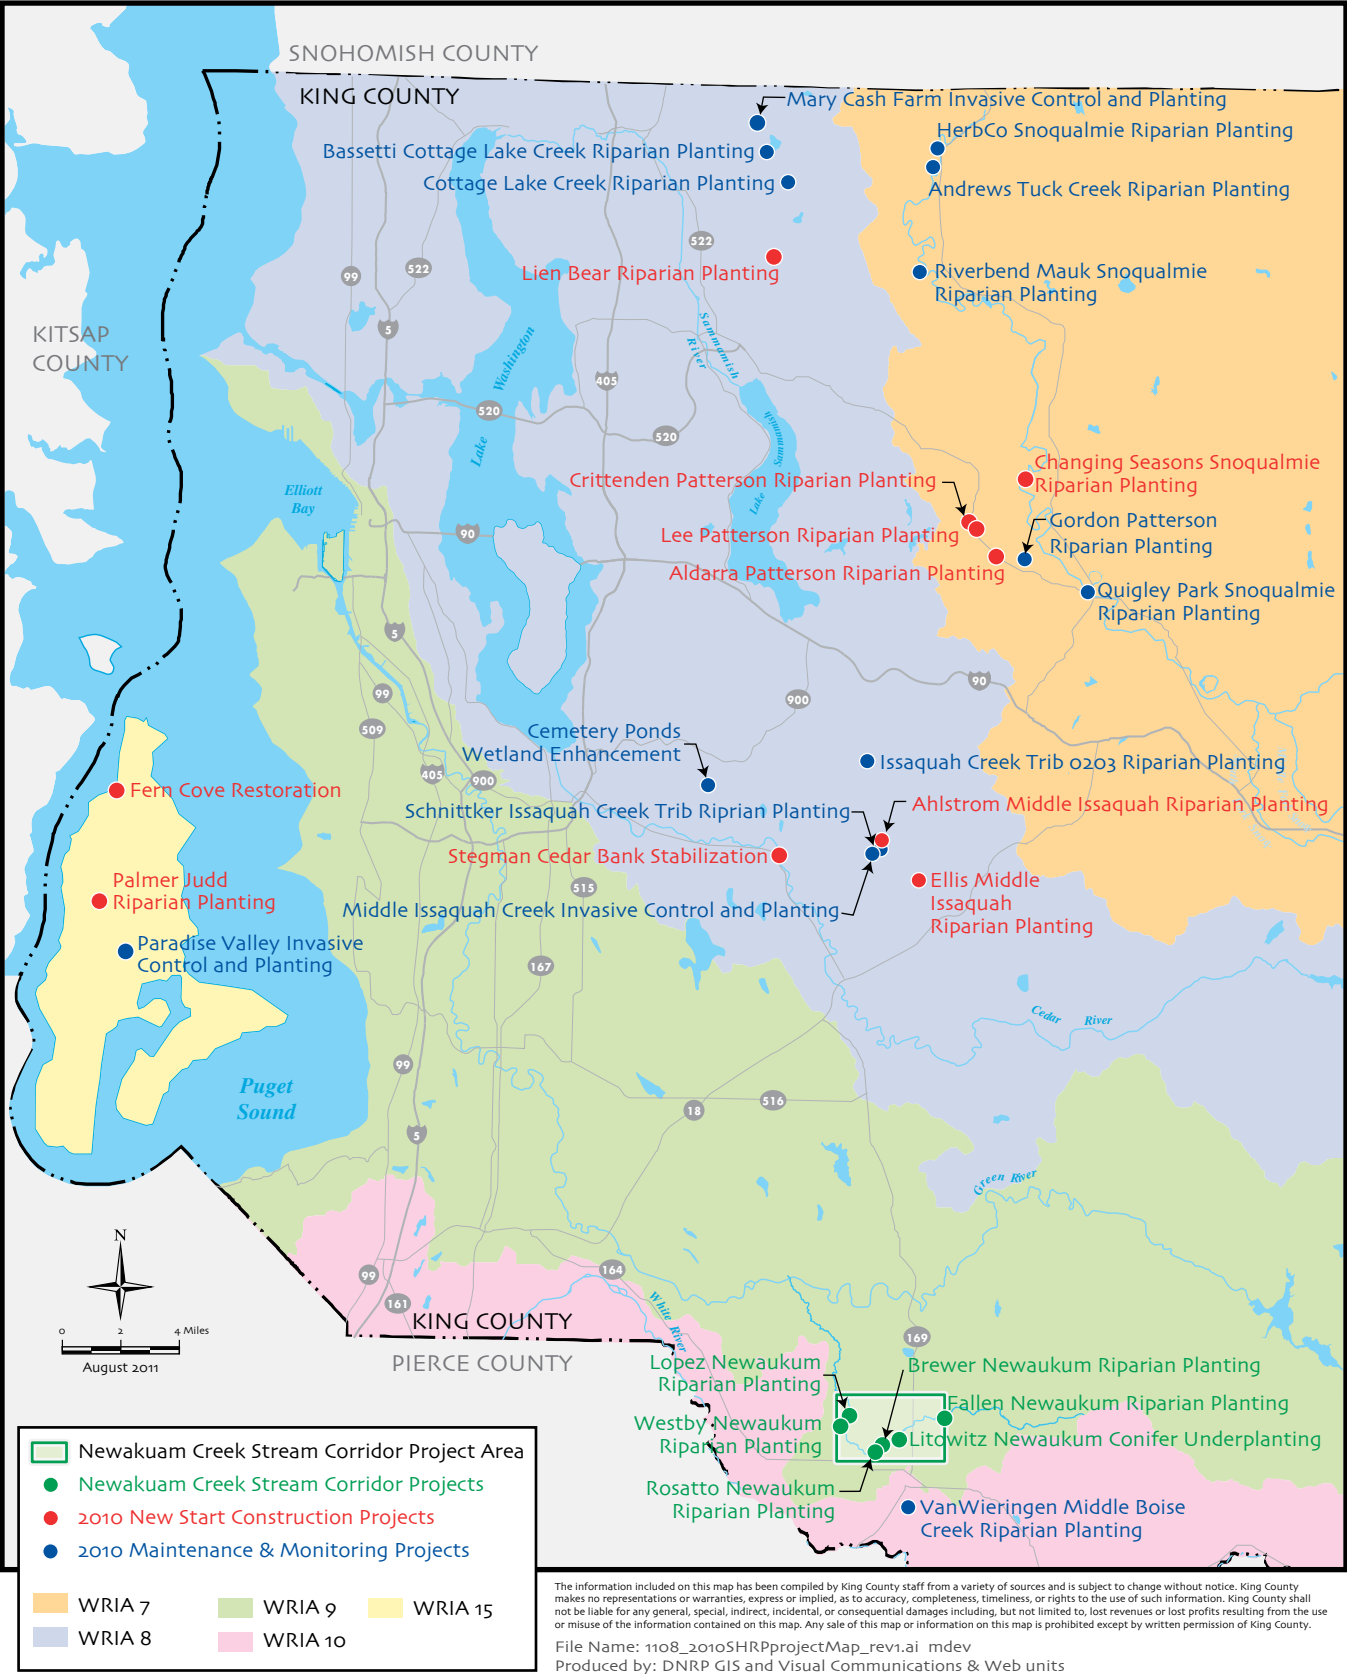 SNOHOMISH COUNTY
KING COUNTY
Mary Cash Farm Invasive Control and Planting
HerbCo Snoqualmie Riparian Planting
Bassetti Cottage Lake Creek Riparian Planting
Cottage Lake Creek Riparian Planting
Andrews Tuck Creek Riparian Planting
522
99
522
Lien Bear Riparian Planting
Riverbend Mauk Snoqualmie
Riparian Planting
KITSAP
COUNTY
5
Sammamish
River
Lake
Washington
405
520
520
Lake
Sammamish
Crittenden Patterson Riparian Planting
Changing Seasons Snoqualmie
Riparian Planting
Elliott
Bay
90
Lee Patterson Riparian Planting
Gordon Patterson
Riparian Planting
Aldarra Patterson Riparian Planting
Quigley Park Snoqualmie
Riparian Planting
5
90
99
900
509
Cemetery Ponds
Wetland Enhancement
405
900
Issaquah Creek Trib 0203 Riparian Planting
Fern Cove Restoration
Schnittker Issaquah Creek Trib Riprian Planting
Ahlstrom Middle Issaquah Riparian Planting
Stegman Cedar Bank Stabilization
Palmer Judd
Riparian Planting
515
Ellis Middle
Issaquah
Riparian Planting
Middle Issaquah Creek Invasive Control and Planting
Paradise Valley Invasive
Control and Planting
167
Cedar River
99
Puget
Sound
516
18
5
Green River
N
164
99
161
White River
KING COUNTY
PIERCE COUNTY
0 2 4 Miles
August 2011
169
Lopez Newaukum
Riparian Planting
Brewer Newaukum Riparian Planting
Fallen Newaukum Riparian Planting
Westby Newaukum
Riparian Planting
Litowitz Newaukum Conifer Underplanting
Rosatto Newaukum
Riparian Planting
VanWieringen Middle Boise
Creek Riparian Planting
Newakuam Creek Stream Corridor Project Area
Newakuam Creek Stream Corridor Projects
2010 New Start Construction Projects
2010 Maintenance & Monitoring Projects
WRIA 7
WRIA 8
WRIA 9
WRIA 10
WRIA 15
The information included on this map has been compiled by King County staff from a variety of sources and is subject to change without notice. King County
makes no representations or warranties, express or implied, as to accuracy, completeness, timeliness, or rights to the use of such information. King County shall
not be liable for any general, special, indirect, incidental, or consequential damages including, but not limited to, lost revenues or lost profits resulting from the use
or misuse of the information contained on this map. Any sale of this map or information on this map is prohibited except by written permission of King County.
File Name: 1108_2010SHRPprojectMap_rev1.ai mdev
Produced by: DNRP GIS and Visual Communications & Web units